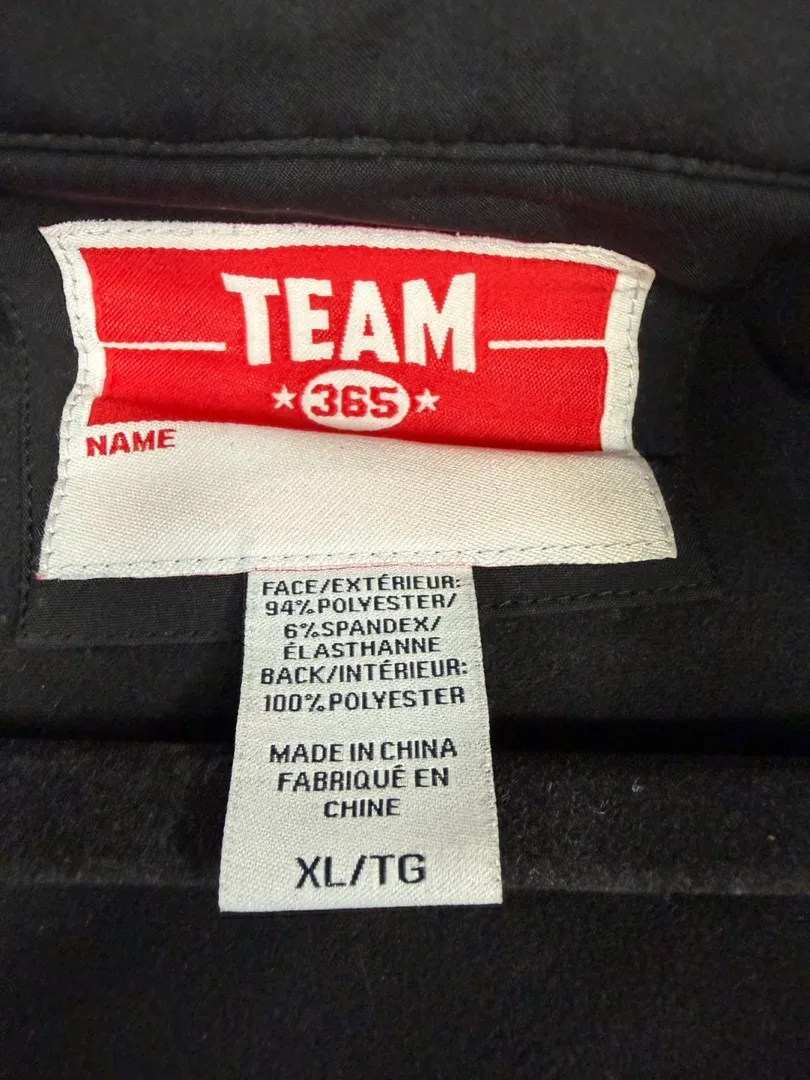 TEAM
365
NAME
FACE/EXTÉRIEUR:
94% POLYESTER/
6% SPANDEX/
ÉLASTHANNE
BACK/INTÉRIEUR:
100% POLYESTER
MADE IN CHINA
FABRIQUÉ EN
CHINE
XL/TG